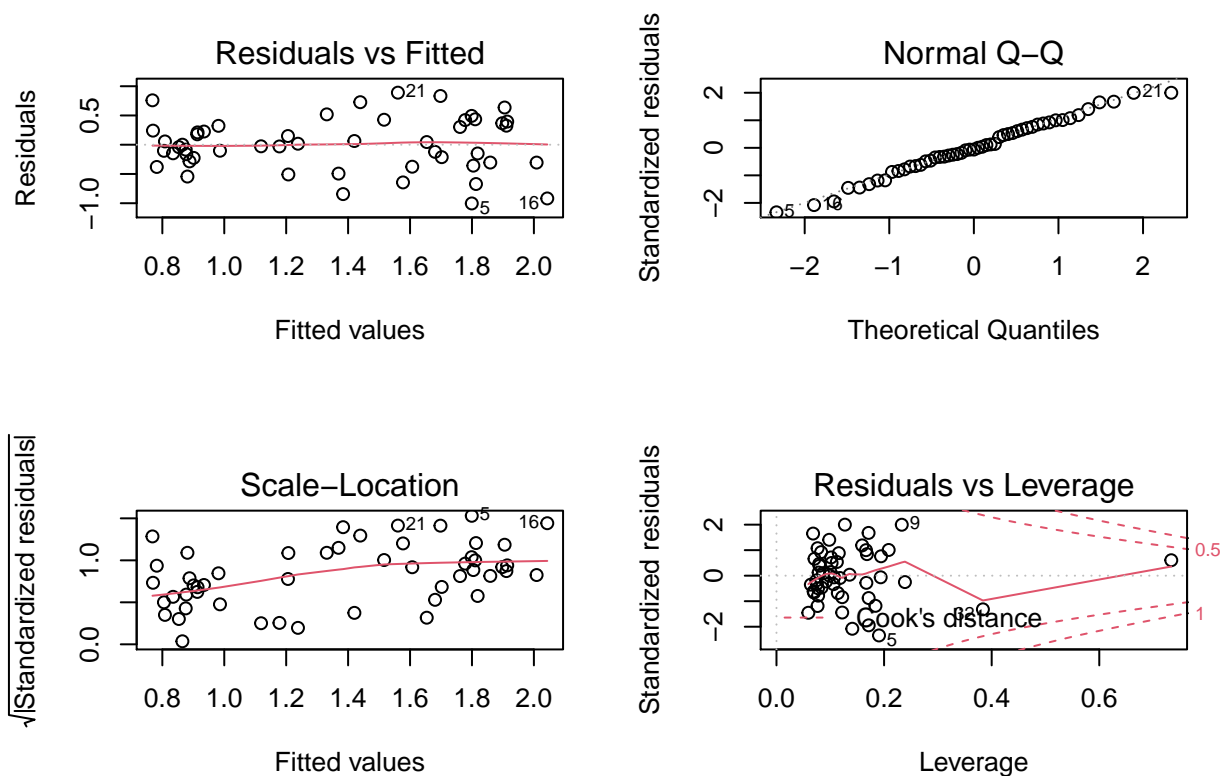 Residuals vs Fitted
Residuals
0.5
−1.0
21
16
5
0.8 1.0 1.2 1.4 1.6 1.8 2.0
Fitted values
Normal Q−Q
Standardized residuals
2
0
−2
21
5
16
−2 −1 0 1 2
Theoretical Quantiles
Scale−Location
√|Standardized residuals|
1.0
0.0
21
5
16
0.8 1.0 1.2 1.4 1.6 1.8 2.0
Fitted values
Residuals vs Leverage
Standardized residuals
2
0
−2
9
0.5
32
1
Cook's distance
5
0.0 0.2 0.4 0.6
Leverage